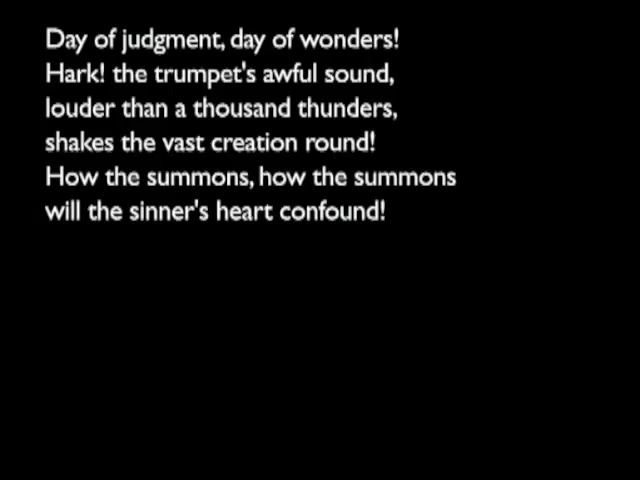 Day of judgment, day of wonders!
Hark! the trumpet's awful sound,
louder than a thousand thunders,
shakes the vast creation round!
How the summons, how the summons
will the sinner's heart confound!